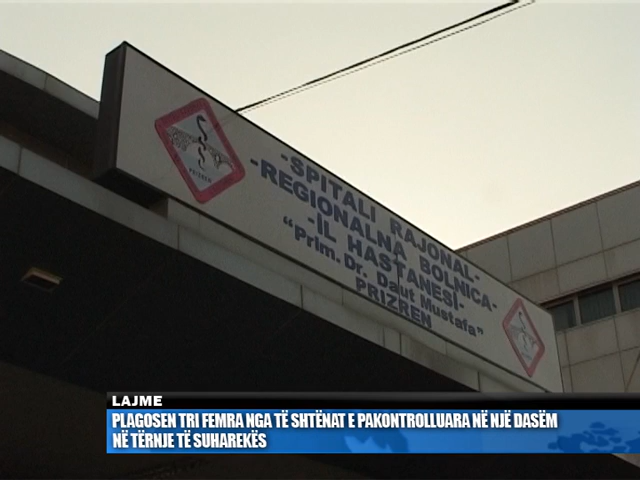 -SPITALI RAJONAL-
-REGIONALNA BOLNICA-
-IL HASTANESİ-
"Prim. Dr. Daut Mustafa"
PRIZREN
PRIZREN
LAJME
PLAGOSEN TRI FEMRA NGA TË SHTËNAT E PAKONTROLLUARA NË NJË DASËM
NË TËRNJE TË SUHAREKËS